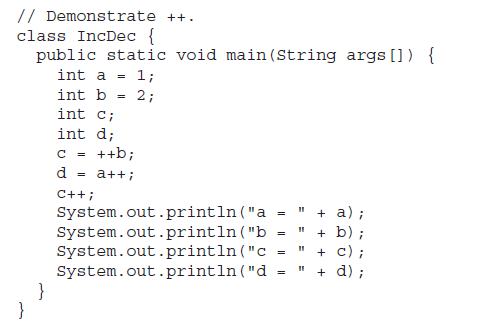 // Demonstrate ++.
class IncDec {
  public static void main(String args[]) {
    int a = 1;
    int b = 2;
    int c;
    int d;
    c = ++b;
    d = a++;
    c++;
    System.out.println("a = " + a);
    System.out.println("b = " + b);
    System.out.println("c = " + c);
    System.out.println("d = " + d);
  }
}